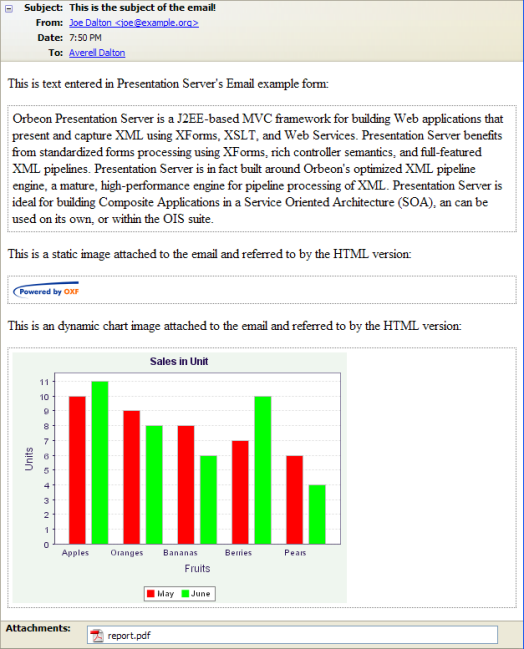 Subject: This is the subject of the email!
From: Joe Dalton <joe@example.org>
Date: 7:50 PM
To: Averell Dalton
This is text entered in Presentation Server's Email example form:
Orbeon Presentation Server is a J2EE-based MVC framework for building Web applications that
present and capture XML using XForms, XSLT, and Web Services. Presentation Server benefits
from standardized forms processing using XForms, rich controller semantics, and full-featured
XML pipelines. Presentation Server is in fact built around Orbeon's optimized XML pipeline
engine, a mature, high-performance engine for pipeline processing of XML. Presentation Server is
ideal for building Composite Applications in a Service Oriented Architecture (SOA), an can be
used on its own, or within the OIS suite.
This is a static image attached to the email and referred to by the HTML version:
Powered by OXF
This is an dynamic chart image attached to the email and referred to by the HTML version:
Sales in Unit
11
10
9
8
7
6
5
4
3
2
1
0
Units
Apples Oranges Bananas Berries Pears
Fruits
May June
Attachments: report.pdf